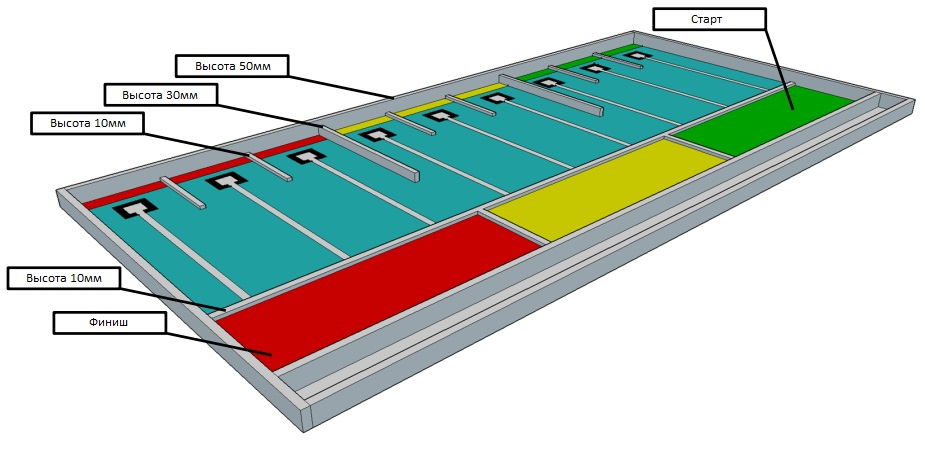 Старт
Высота 50мм
Высота 30мм
Высота 10мм
Высота 10мм
Финиш